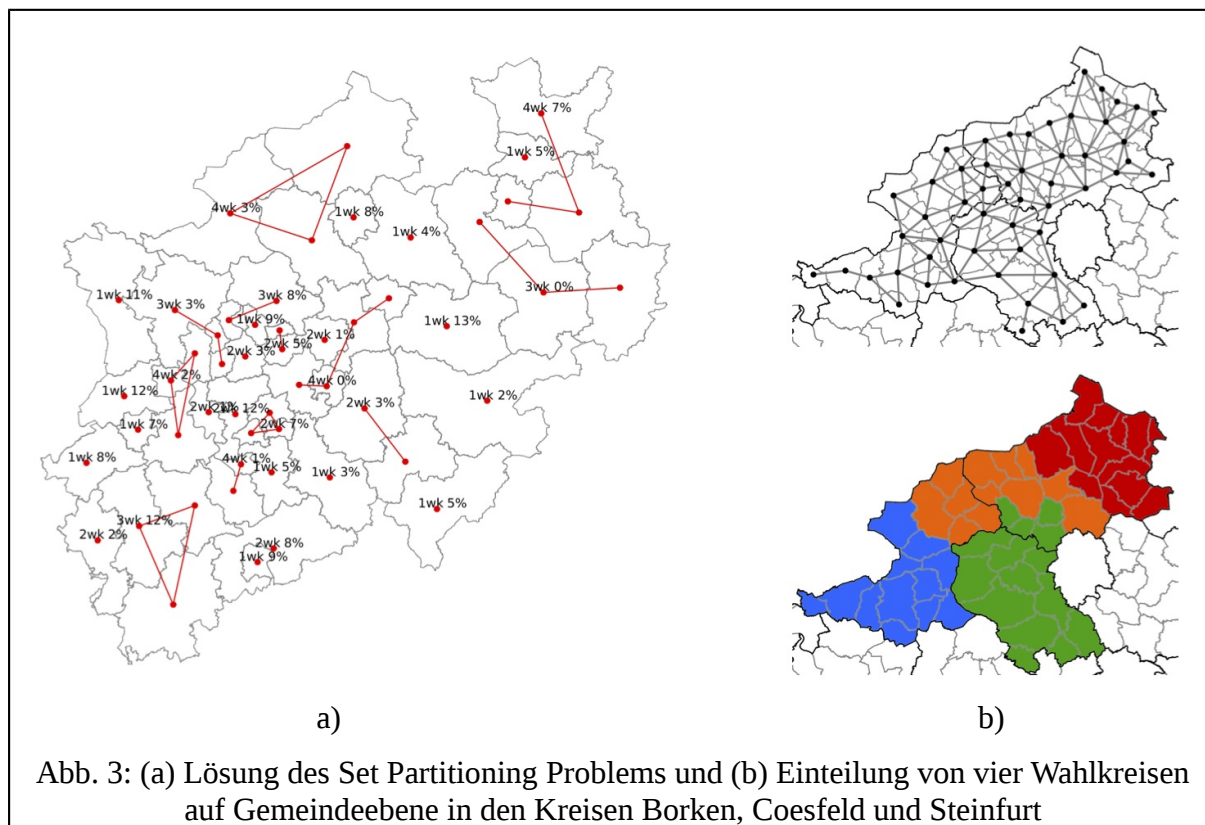 4wk 7%
1wk 5%
4wk 3%
1wk 8%
1wk 4%
3wk 0%
1wk 11%
3wk 3%
3wk 8%
1wk 9%
2wk 1%
1wk 13%
2wk 5%
2wk 3%
4wk 2%
4wk 0%
1wk 12%
2wk 3%
1wk 2%
2wk 12%
1wk 7%
2wk 7%
1wk 8%
4wk 1%
1wk 5%
1wk 3%
1wk 5%
3wk 12%
2wk 2%
2wk 8%
1wk 9%
a)
b)
Abb. 3: (a) Lösung des Set Partitioning Problems und (b) Einteilung von vier Wahlkreisen
auf Gemeindeebene in den Kreisen Borken, Coesfeld und Steinfurt